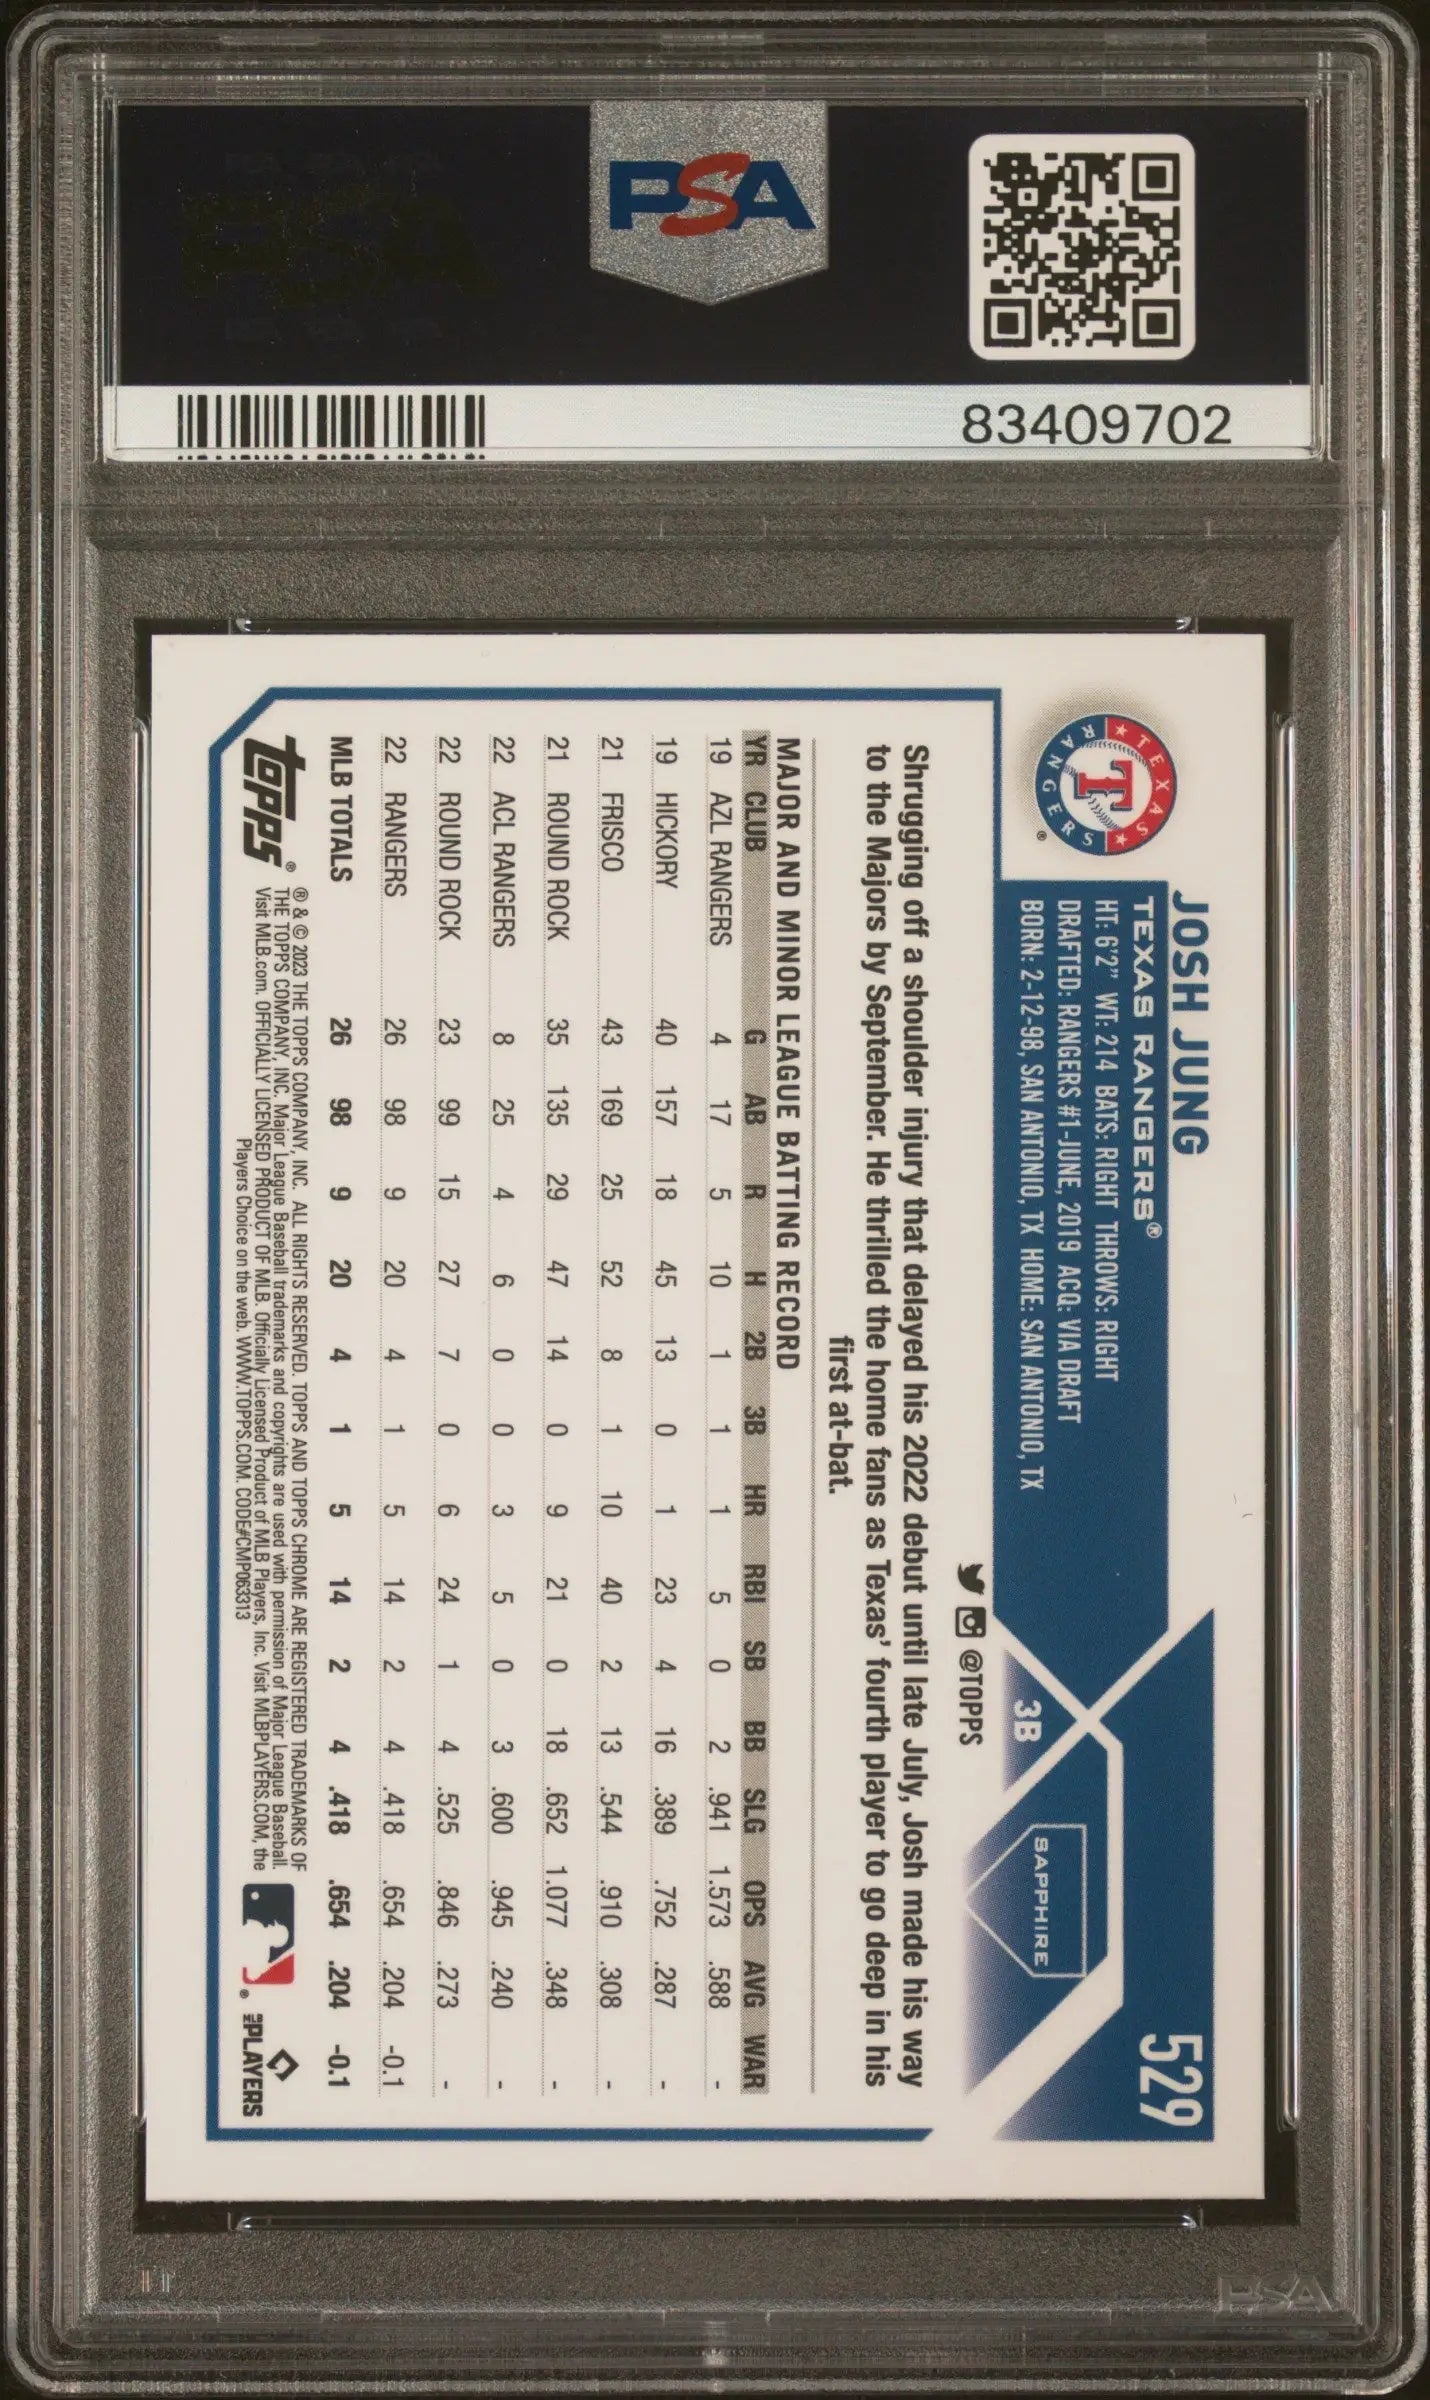 PSA
83409702
529
JOSH JUNG
TEXAS RANGERS®
HT: 6'2" WT: 214 BATS: RIGHT THROWS: RIGHT
DRAFTED: RANGERS #1-JUNE, 2019 ACQ: VIA DRAFT
BORN: 2-12-98, SAN ANTONIO, TX HOME: SAN ANTONIO, TX
TEXAS RANGERS
T
®
3B
SAPPHIRE
@TOPPS
Shrugging off a shoulder injury that delayed his 2022 debut until late July, Josh made his way
to the Majors by September. He thrilled the home fans as Texas' fourth player to go deep in his
first at-bat.
MAJOR AND MINOR LEAGUE BATTING RECORD
YR CLUB G AB R H 2B 3B HR RBI SB BB SLG OPS AVG WAR
19 AZL RANGERS 4 17 5 10 1 1 1 5 0 2 .941 1.573 .588 -
19 HICKORY 40 157 18 45 13 0 1 23 4 16 .389 .752 .287 -
21 FRISCO 43 169 25 52 8 1 10 40 2 13 .544 .910 .308 -
21 ROUND ROCK 35 135 29 47 14 0 9 21 0 18 .652 1.077 .348 -
22 ACL RANGERS 8 25 4 6 0 0 3 5 0 3 .600 .945 .240 -
22 ROUND ROCK 23 99 15 27 7 0 6 24 1 4 .525 .846 .273 -
22 RANGERS 26 98 9 20 4 1 5 14 2 4 .418 .654 .204 -0.1
MLB TOTALS 26 98 9 20 4 1 5 14 2 4 .418 .654 .204 -0.1
topps®
® & © 2023 THE TOPPS COMPANY, INC. ALL RIGHTS RESERVED. TOPPS AND TOPPS CHROME ARE REGISTERED TRADEMARKS OF
THE TOPPS COMPANY, INC. Major League Baseball trademarks and copyrights are used with permission of Major League Baseball.
Visit MLB.com. OFFICIALLY LICENSED PRODUCT OF MLB. Officially Licensed Product of MLB Players, Inc. Visit MLBPLAYERS.COM, the
Players Choice on the web. WWW.TOPPS.COM. CODE#CMP063313
®
MLB PLAYERS
PSA